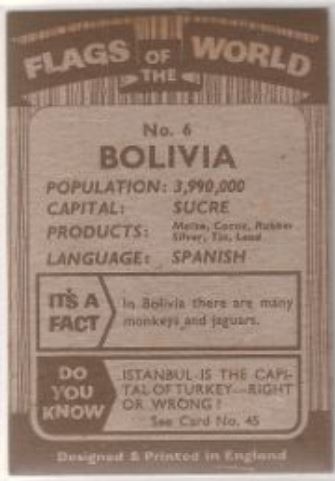 FLAGS OF THE WORLD
No. 6
BOLIVIA
POPULATION: 3,990,000
CAPITAL: SUCRE
PRODUCTS: Maize, Cocoa, Rubber
Silver, Tin, Lead
LANGUAGE: SPANISH
IT'S A
FACT
In Bolivia there are many
monkeys and jaguars.
DO
YOU
KNOW
ISTANBUL IS THE CAPI-
TAL OF TURKEY—RIGHT
OR WRONG?
See Card No. 45
Designed & Printed in England